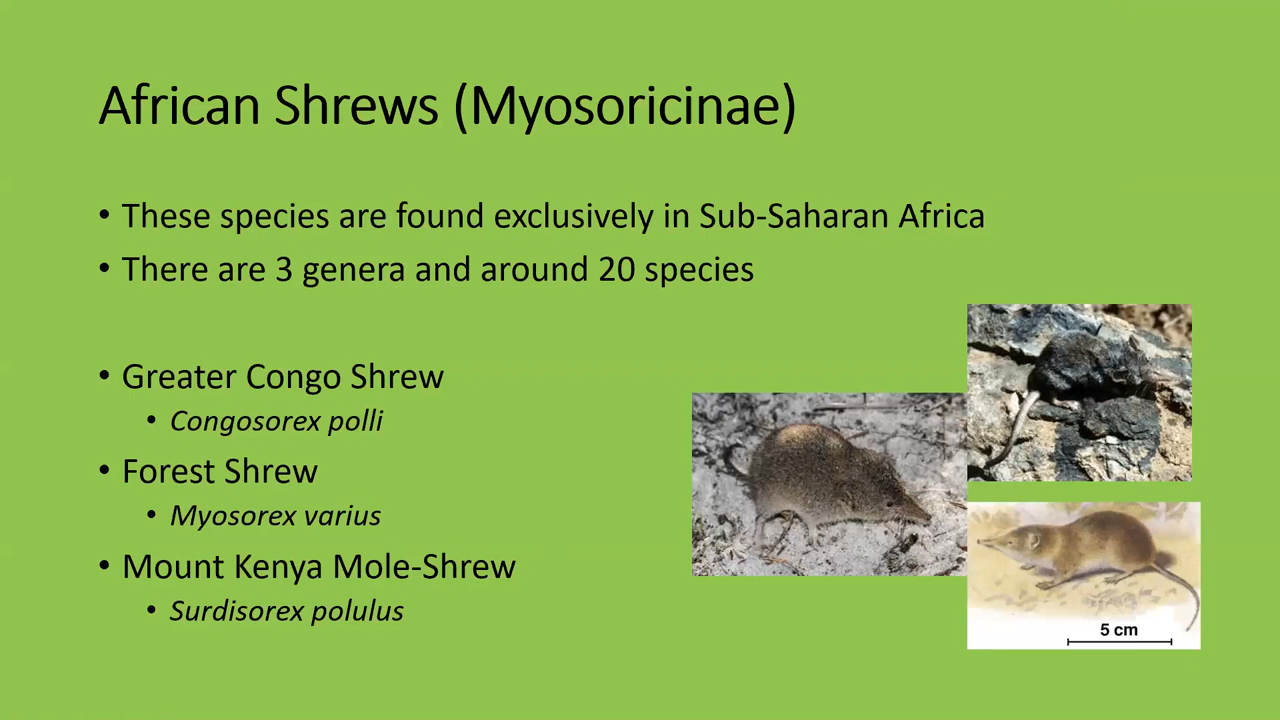 African Shrews (Myosoricinae)
• These species are found exclusively in Sub-Saharan Africa
• There are 3 genera and around 20 species
• Greater Congo Shrew
• Congosorex polli
• Forest Shrew
• Myosorex varius
• Mount Kenya Mole-Shrew
• Surdisorex polulus
5 cm